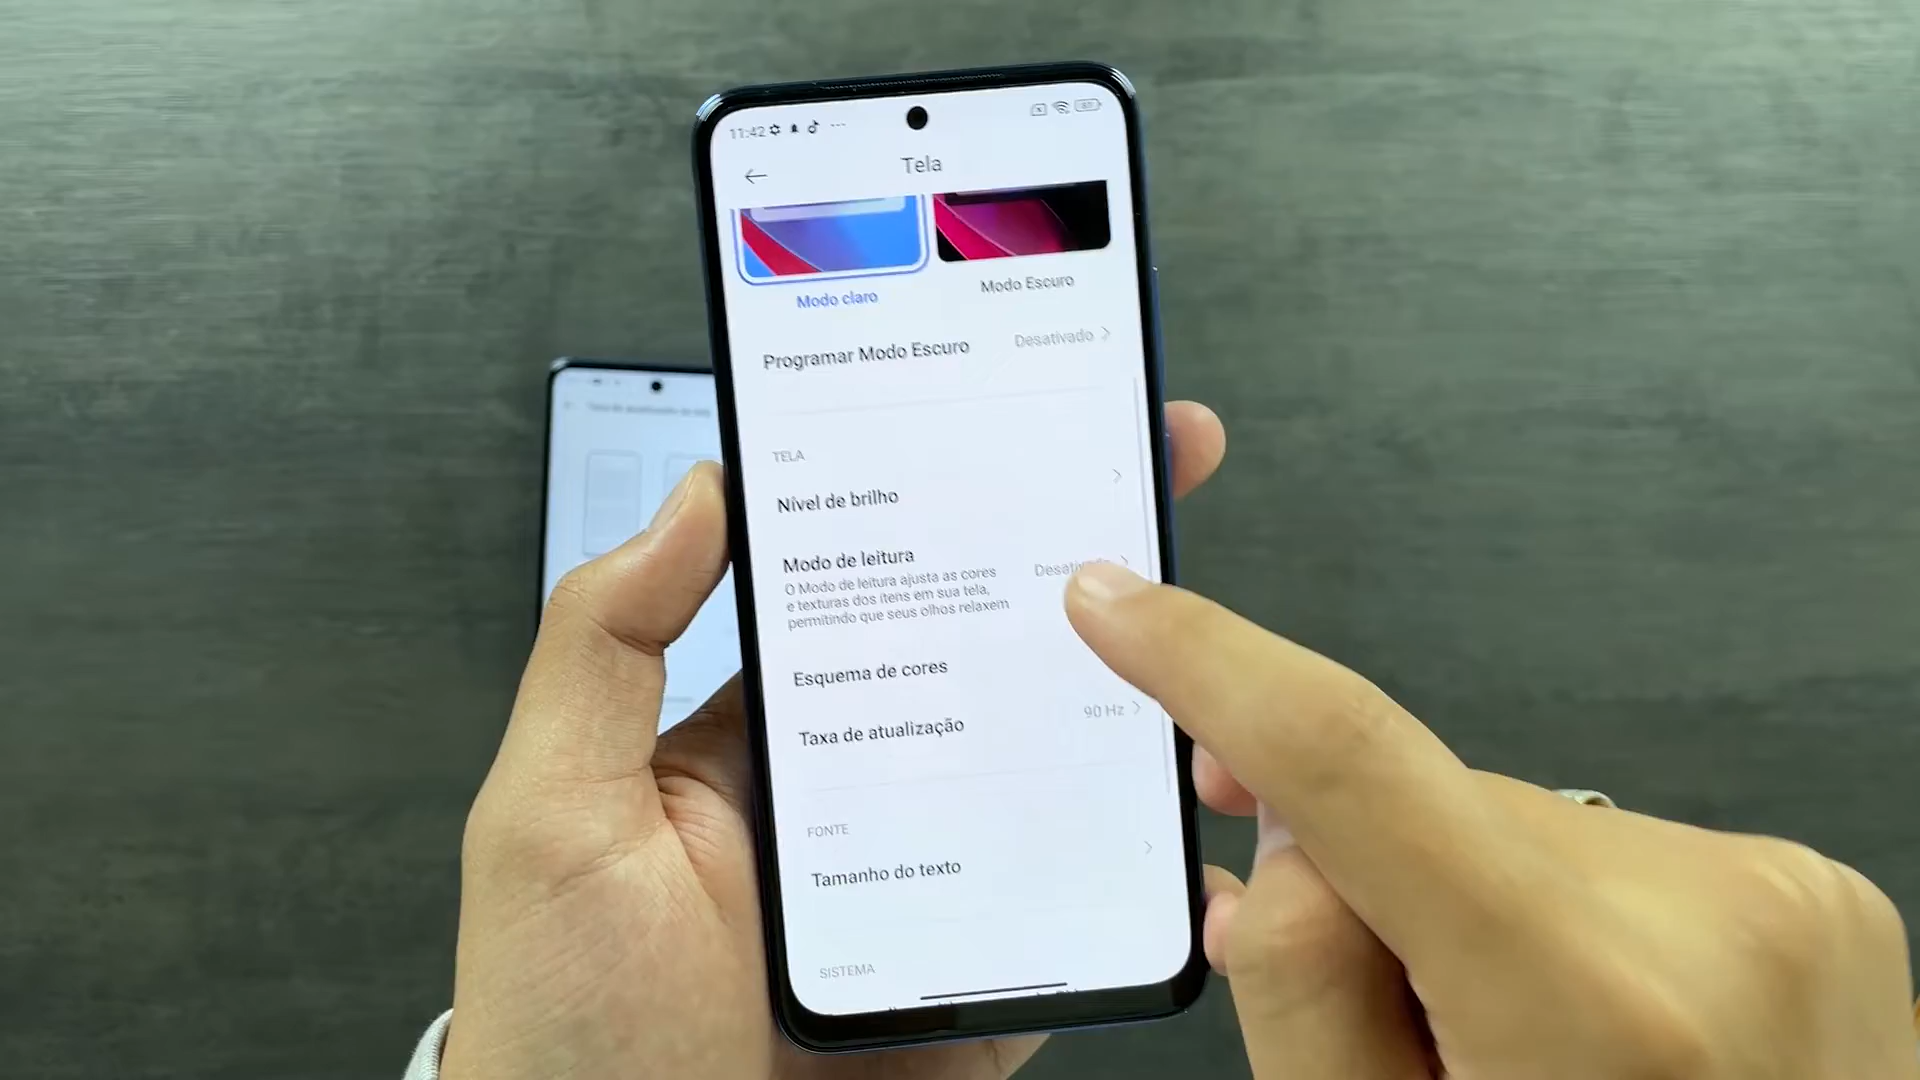 11:42
Tela
Modo claro
Modo Escuro
Programar Modo Escuro
Desativado
TELA
Nível de brilho
Modo de leitura
O Modo de leitura ajusta as cores
e texturas dos itens em sua tela,
permitindo que seus olhos relaxem
Esquema de cores
Taxa de atualização
90 Hz
FONTE
Tamanho do texto
SISTEMA